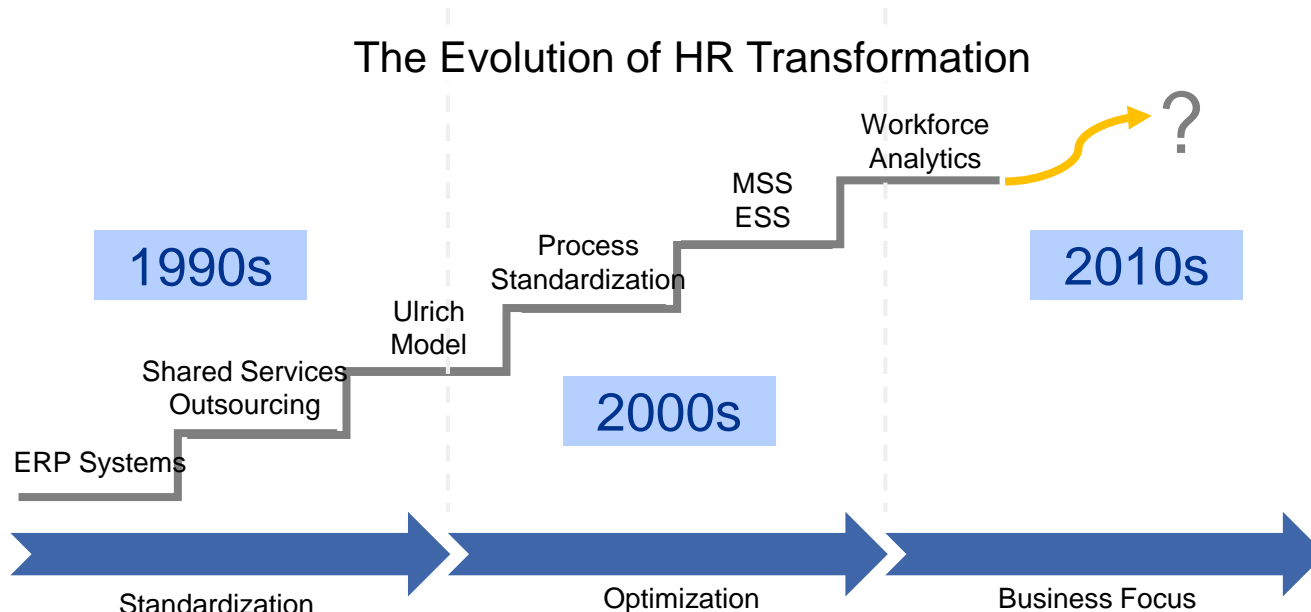 The Evolution of HR Transformation
?
Workforce
Analytics
MSS
ESS
1990s
Process
Standardization
2010s
Ulrich
Model
Shared Services
Outsourcing
2000s
ERP Systems
Standardization
Optimization
Business Focus